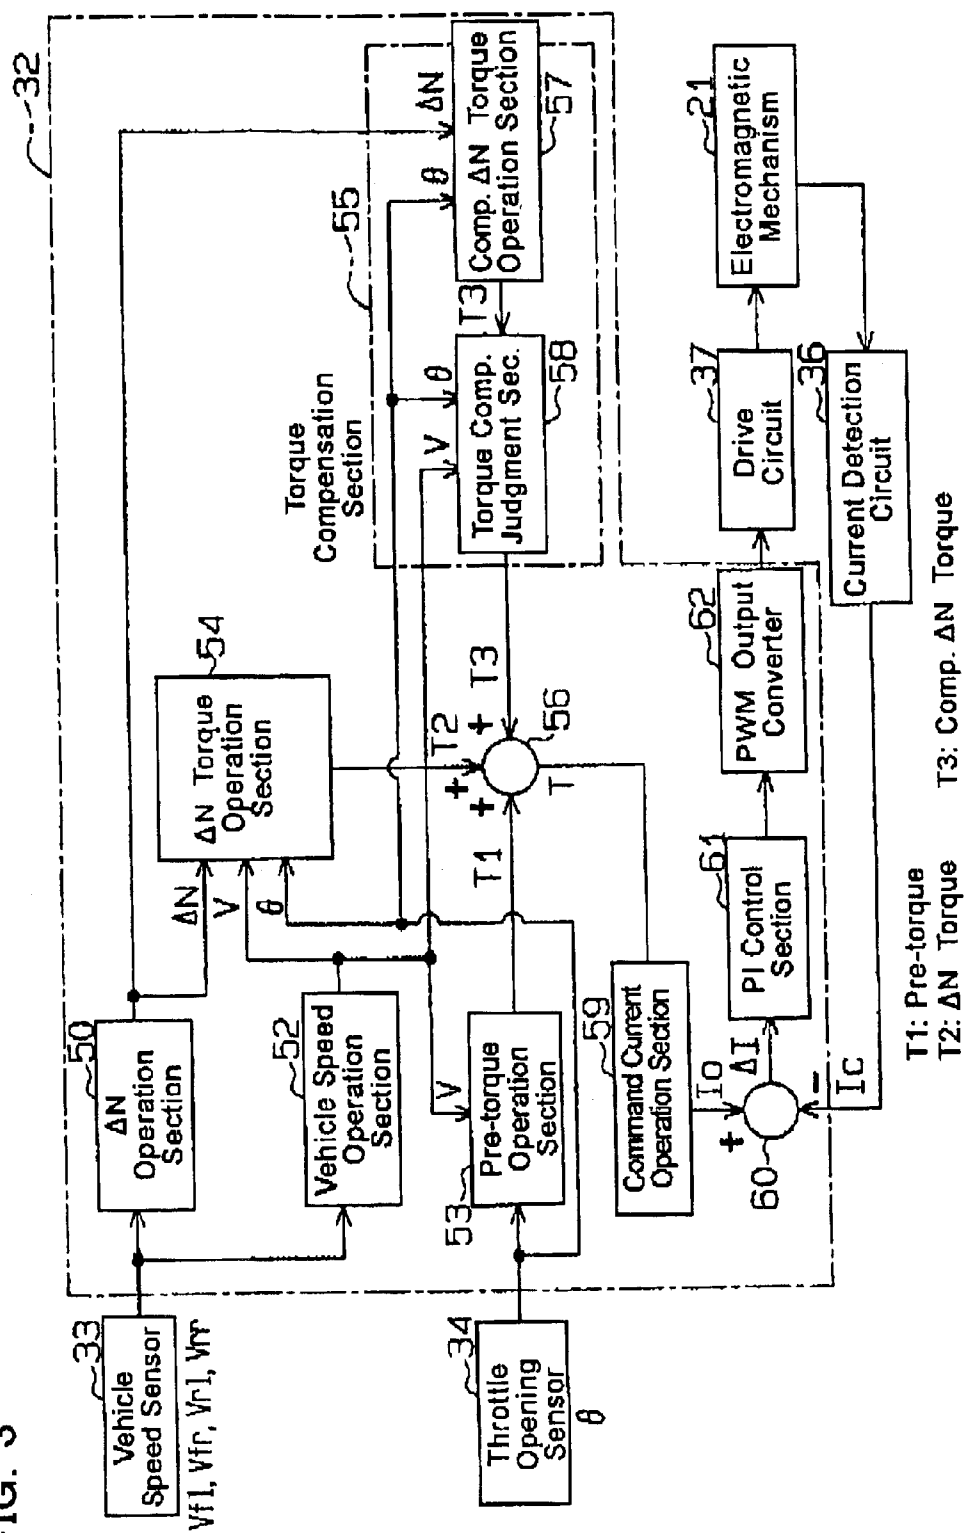 FIG. 3
32
33
Vehicle
Speed Sensor
Vfl, Vfr, Vrl, Vrr
50
ΔN
Operation
Section
52
Vehicle Speed
Operation
Section
34
Throttle
Opening
Sensor
θ
53
Pre-torque
Operation
Section
V
ΔN
V
θ
54
ΔN Torque
Operation
Section
T1
T2
T3
+
+
+
56
T
Torque
Compensation
Section
55
V
θ
Torque Comp.
Judgment Sec.
58
T3
θ
ΔN
Comp. ΔN Torque
Operation Section
57
59
Command Current
Operation Section
Io
+
60
-
Ic
ΔI
61
PI Control
Section
62
PWM Output
Converter
37
Drive
Circuit
21
Electromagnetic
Mechanism
36
Current Detection
Circuit
T1: Pre-torque
T2: ΔN Torque
T3: Comp. ΔN Torque